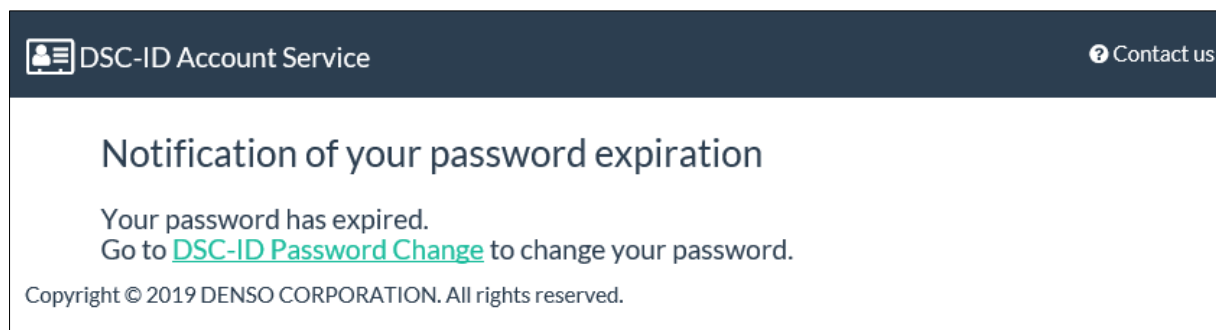 DSC-ID Account Service
Contact us
Notification of your password expiration
Your password has expired.
Go to DSC-ID Password Change to change your password.
Copyright © 2019 DENSO CORPORATION. All rights reserved.